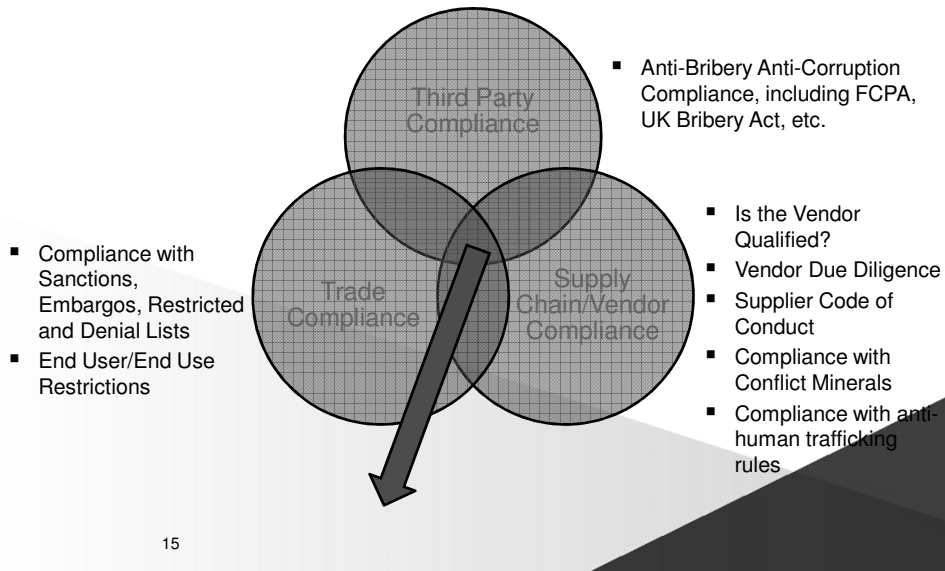 Third Party
Compliance
▪ Anti-Bribery Anti-Corruption
Compliance, including FCPA,
UK Bribery Act, etc.
▪ Compliance with
Sanctions,
Embargos, Restricted
and Denial Lists
▪ End User/End Use
Restrictions
Trade
Compliance
Supply
Chain/Vendor
Compliance
▪ Is the Vendor
Qualified?
▪ Vendor Due Diligence
▪ Supplier Code of
Conduct
▪ Compliance with
Conflict Minerals
▪ Compliance with anti-
human trafficking
rules
15